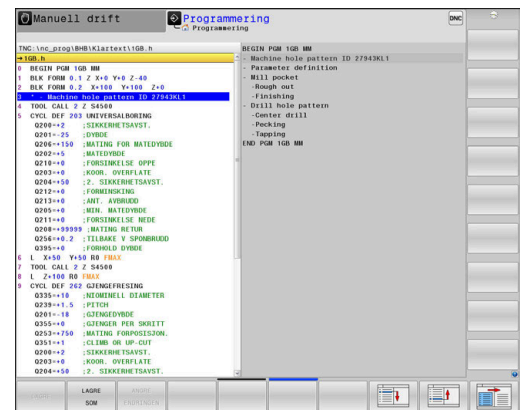 Manuell drift
Programmering
Programmering
DNC
TNC:\nc_prog\BHB\Klartext\1GB.h
→1GB.h
0 BEGIN PGM 1GB MM
1 BLK FORM 0.1 Z X+0 Y+0 Z-40
2 BLK FORM 0.2 X+100 Y+100 Z+0
3 * - Machine hole pattern ID 27943KL1
4 TOOL CALL 2 Z S4500
5 CYCL DEF 203 UNIVERSALBORING
Q200=+2 ;SIKKERHETSAVST.
Q201=-25 ;DYBDE
Q206=+150 ;MATING FOR MATEDYBDE
Q202=+5 ;MATEDYBDE
Q210=+0 ;FORSINKELSE OPPE
Q203=+0 ;KOOR. OVERFLATE
Q204=+50 ;2. SIKKERHETSAVST.
Q212=+0 ;FORMINSKING
Q213=+0 ;ANT. AVBRUDD
Q205=+0 ;MIN. MATEDYBDE
Q211=+0 ;FORSINKELSE NEDE
Q208=+99999 ;MATING RETUR
Q256=+0.2 ;TILBAKE V SPONBRUDD
Q395=+0 ;FORHOLD DYBDE
6 L X+50 Y+50 R0 FMAX
7 TOOL CALL 2 Z S4500
8 L Z+100 R0 FMAX
9 CYCL DEF 262 GJENGEFRESING
Q335=+10 ;NIOMINELL DIAMETER
Q239=+1.5 ;PITCH
Q201=-18 ;GJENGEDYBDE
Q355=+0 ;GJENGER PER SKRITT
Q253=+750 ;MATING FORPOSISJON.
Q351=+1 ;CLIMB OR UP-CUT
Q200=+2 ;SIKKERHETSAVST.
Q203=+0 ;KOOR. OVERFLATE
Q204=+50 ;2. SIKKERHETSAVST.
BEGIN PGM 1GB MM
- Machine hole pattern ID 27943KL1
- Parameter definition
- Mill pocket
-Rough out
-Finishing
- Drill hole pattern
-Center drill
-Pecking
-Tapping
END PGM 1GB MM
LAGRE
SOM